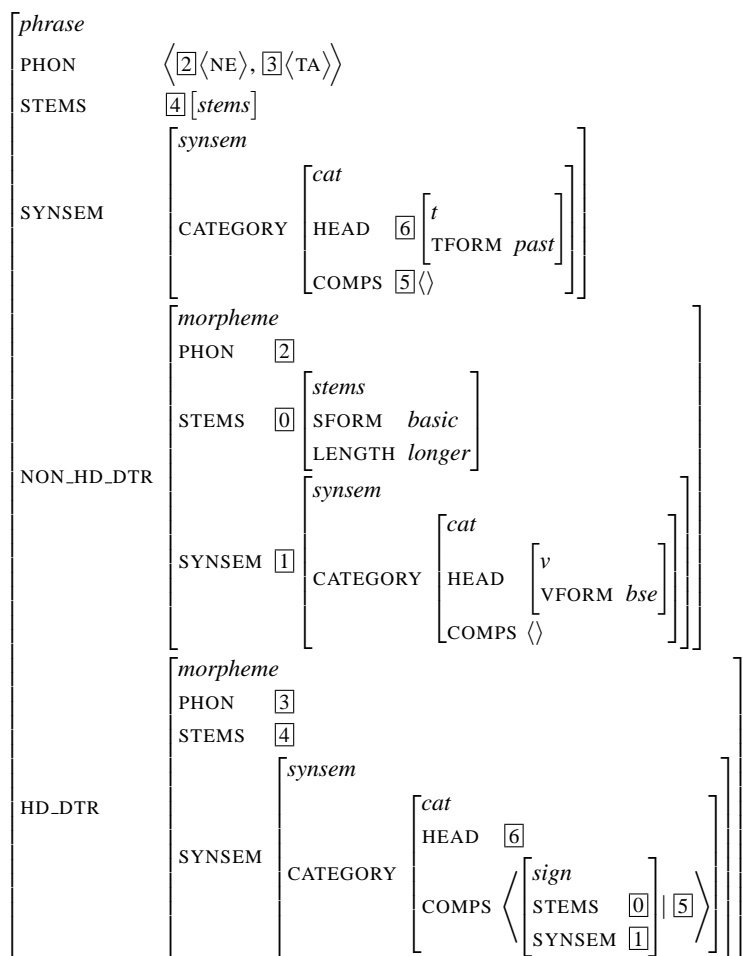 phrase
PHON ⟨[2]⟨NE⟩, [3]⟨TA⟩⟩
STEMS [4][stems]
synsem
cat
SYNSEM CATEGORY HEAD [6] t
TFORM past
COMPS [5]⟨⟩
morpheme
PHON [2]
stems
STEMS [0] SFORM basic
LENGTH longer
NON_HD_DTR
synsem
cat
SYNSEM [1] CATEGORY HEAD v
VFORM bse
COMPS ⟨⟩
morpheme
PHON [3]
STEMS [4]
synsem
HD_DTR
cat
HEAD [6]
SYNSEM CATEGORY
sign
COMPS ⟨STEMS [0] | [5]⟩
SYNSEM [1]